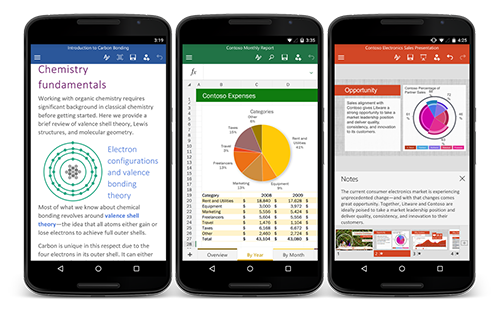 3:19
Introduction to Carbon Bonding
Chemistry
fundamentals
Working with organic chemistry requires
significant background in classical chemistry
before getting started. Here we provide a
brief review of valence shell theory, Lewis
structures, and molecular geometry.
Electron
configurations
and valence
bonding
theory
Most of what we know about chemical
bonding revolves around valence shell
theory—the idea that all atoms either gain or
lose electrons to achieve full outer shells.
Carbon is unique in this respect due to the
four electrons in its outer shell. It can either
3:20
Contoso Monthly Report
fx
Contoso Expenses
Categories
Other
Taxes
Travel
Freelancers
Marketing
Equipment
Rent and
Utilities
Category 2008 2009
Rent and Utilities $ 18,840 $ 17,628
Equipment $ 3,000 $ 3,972
Marketing $ 5,556 $ 5,424
Freelancers $ 5,604 $ 5,556
Travel $ $
Taxes $ 6,168 $ 6,672
Other $ 2,460 $ 2,724
Total $ 43,104 $ 43,080
Overview By Year By Month
4:25
Contoso Electronics Sales Presentation
Opportunity
Sales alignment with
Contoso gives Litware a
strong opportunity to take a
market leadership position
and deliver quality,
consistency, and innovation
to its customers.
Contoso Percentage of
Partner Sales
Notes
The current consumer electronics market is experiencing
unprecedented change—and with that changes comes
great opportunity. Together, Litware and Contoso are
ideally poised to take a market leadership position and
deliver quality, consistency, and innovation to their
customers.
1 2 3 4